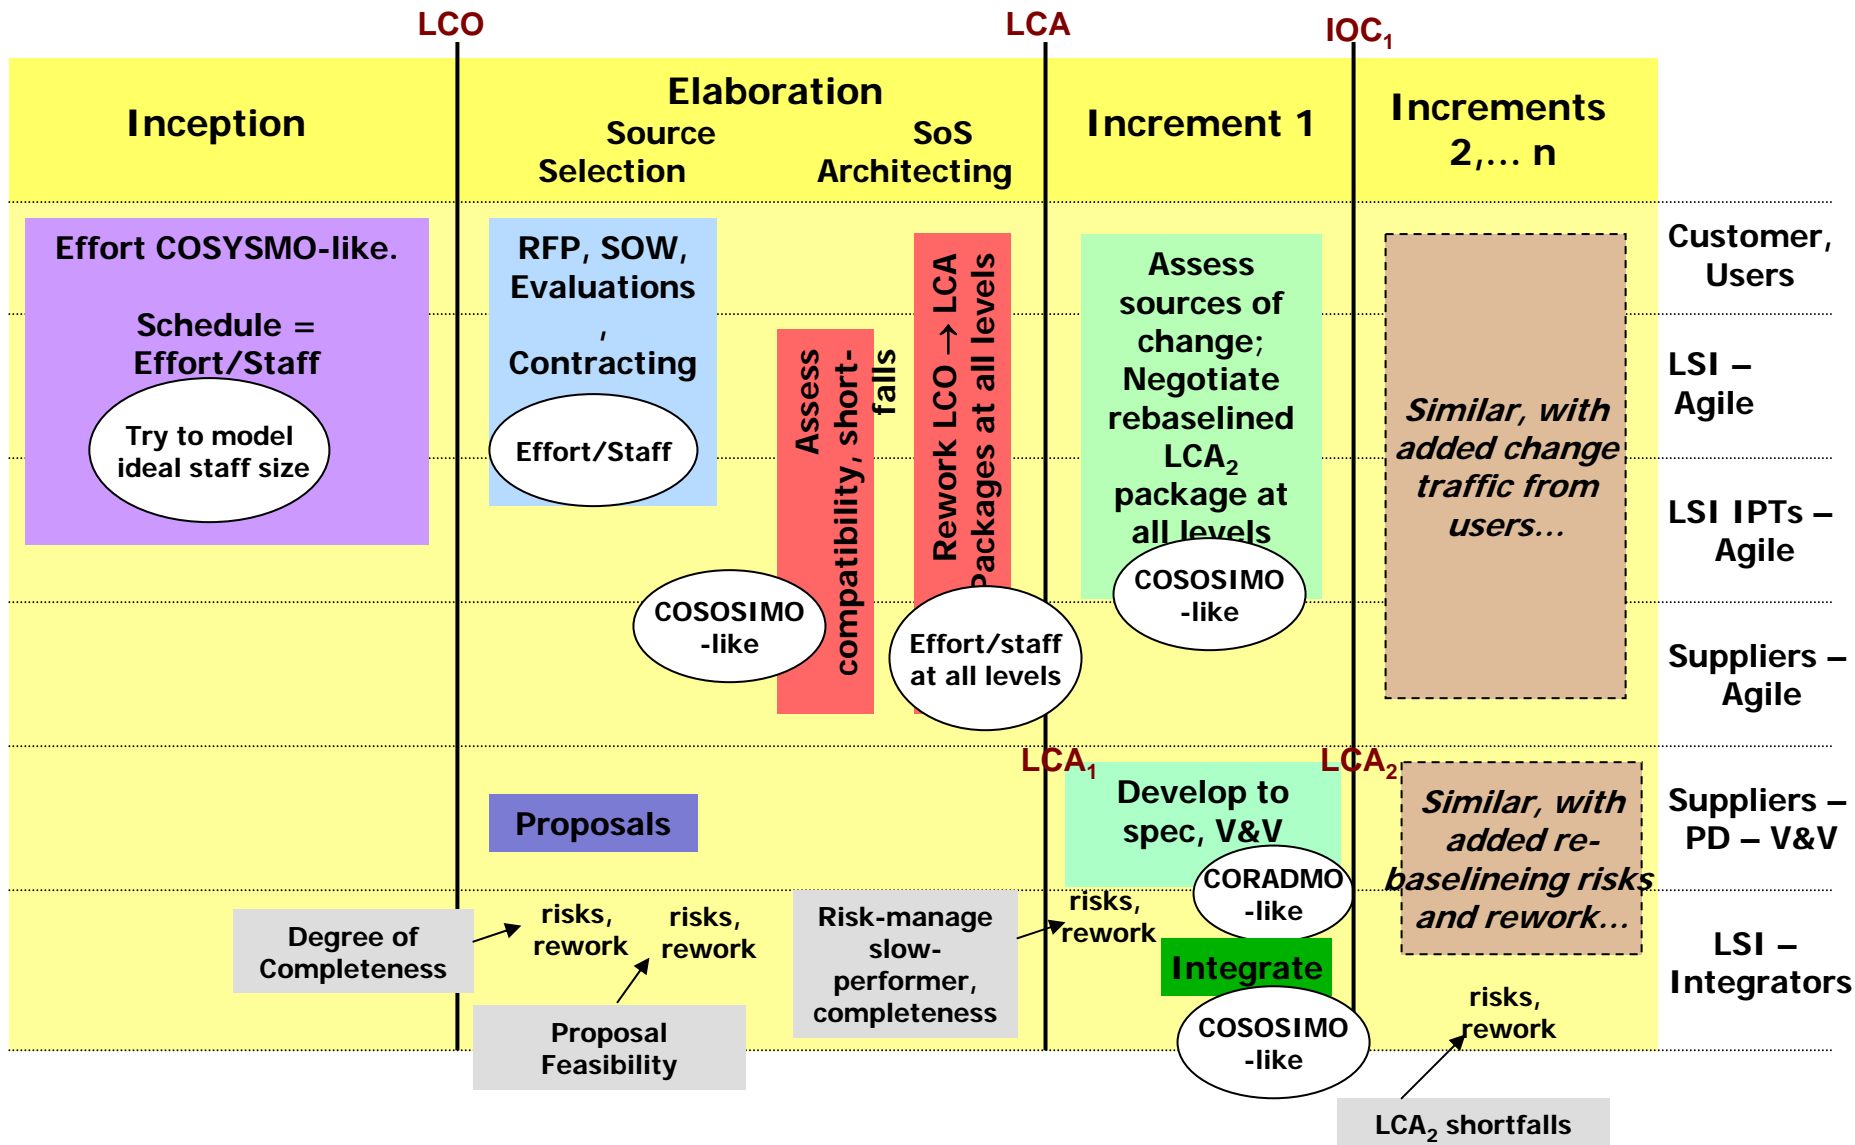 LCO
LCA
IOC₁
Inception
Elaboration
Source
Selection
SoS
Architecting
Increment 1
Increments
2,... n
Effort COSYSMO-like.
Schedule =
Effort/Staff
Try to model
ideal staff size
RFP, SOW,
Evaluations
,
Contracting
Effort/Staff
Assess
compatibility, short-
falls
COSOSIMO
-like
Rework LCO → LCA
Packages at all levels
Effort/staff
at all levels
Assess
sources of
change;
Negotiate
rebaselined
LCA₂
package at
all levels
COSOSIMO
-like
Similar, with
added change
traffic from
users...
Customer,
Users
LSI –
Agile
LSI IPTs –
Agile
Suppliers –
Agile
LCA₁
LCA₂
Proposals
Develop to
spec, V&V
CORADMO
-like
Similar, with
added re-
baselineing risks
and rework...
Suppliers –
PD – V&V
Degree of
Completeness
risks,
rework
risks,
rework
Proposal
Feasibility
Risk-manage
slow-
performer,
completeness
risks,
rework
Integrate
COSOSIMO
-like
risks,
rework
LCA₂ shortfalls
LSI –
Integrators